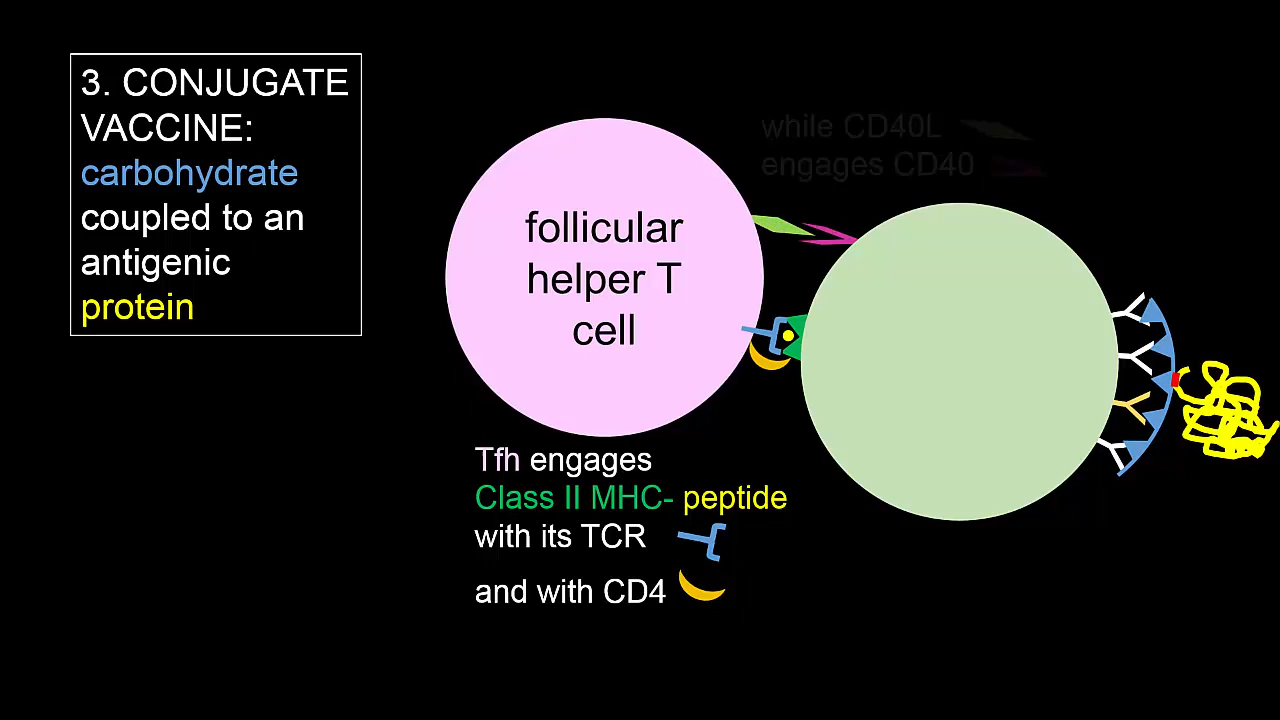 3. CONJUGATE
VACCINE:
carbohydrate
coupled to an
antigenic
protein
while CD40L
engages CD40
follicular
helper T
cell
Tfh engages
Class II MHC- peptide
with its TCR
and with CD4